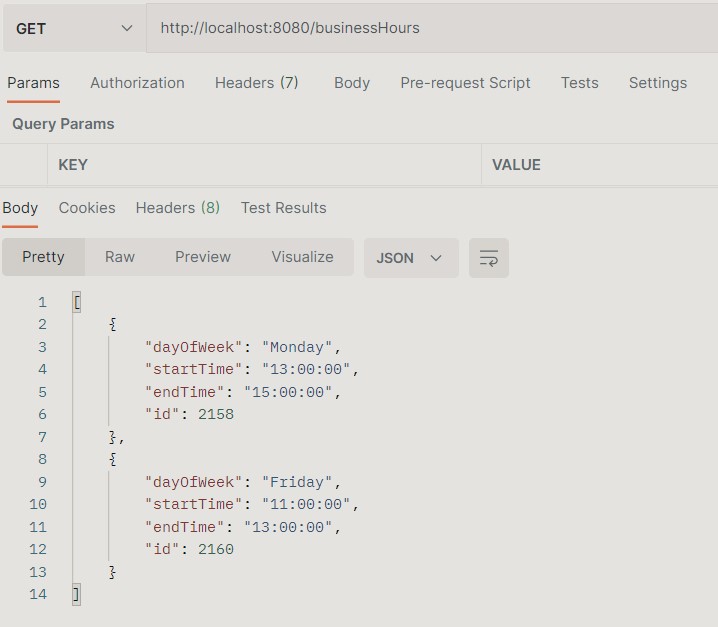 GET http://localhost:8080/businessHours
Params Authorization Headers (7) Body Pre-request Script Tests Settings
Query Params
KEY VALUE
Body Cookies Headers (8) Test Results
Pretty Raw Preview Visualize JSON
1 [
2 {
3 "dayOfWeek": "Monday",
4 "startTime": "13:00:00",
5 "endTime": "15:00:00",
6 "id": 2158
7 },
8 {
9 "dayOfWeek": "Friday",
10 "startTime": "11:00:00",
11 "endTime": "13:00:00",
12 "id": 2160
13 }
14 ]